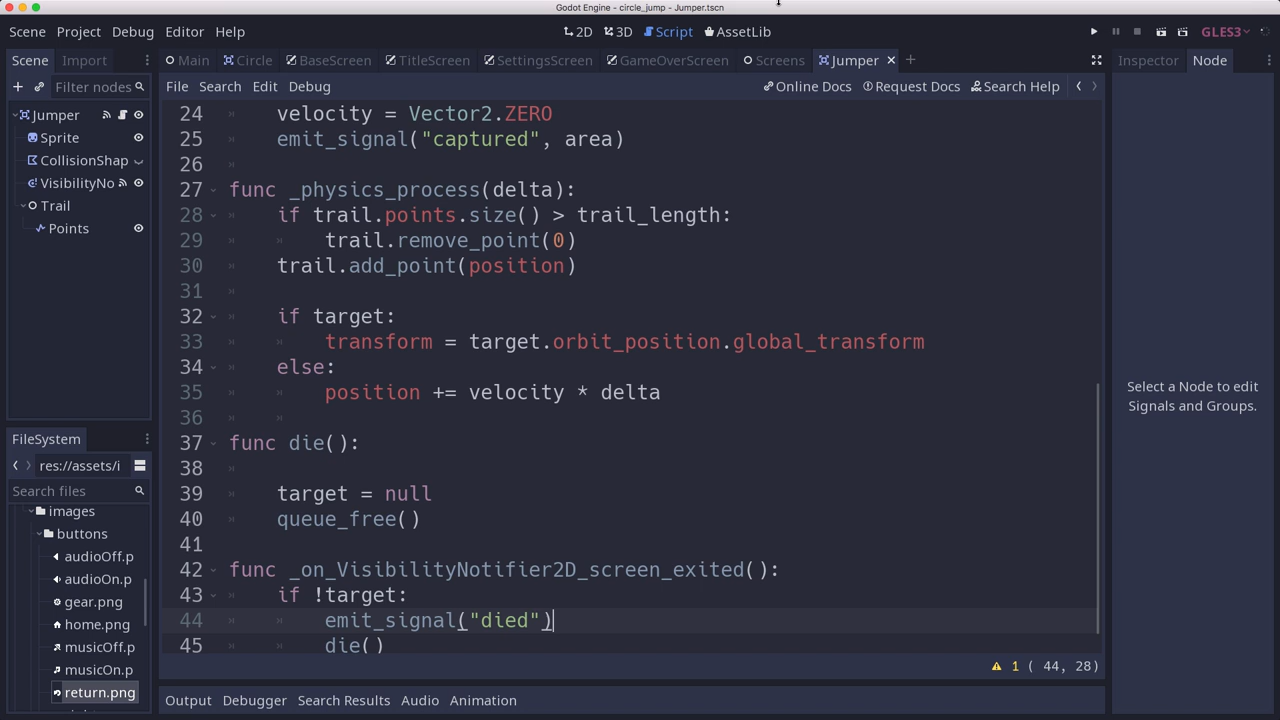 Godot Engine - circle_jump - Jumper.tscn
Scene Project Debug Editor Help
2D 3D Script AssetLib
GLES3
Scene Import
Main Circle BaseScreen TitleScreen SettingsScreen GameOverScreen Screens Jumper
Inspector Node
Filter nodes
File Search Edit Debug
Online Docs Request Docs Search Help
Jumper
Sprite
CollisionShap
VisibilityNo
Trail
Points
24 velocity = Vector2.ZERO
25 emit_signal("captured", area)
26
27 func _physics_process(delta):
28 if trail.points.size() > trail_length:
29 trail.remove_point(0)
30 trail.add_point(position)
31
32 if target:
33 transform = target.orbit_position.global_transform
34 else:
35 position += velocity * delta
36
37 func die():
38
39 target = null
40 queue_free()
41
42 func _on_VisibilityNotifier2D_screen_exited():
43 if !target:
44 emit_signal("died")
45 die()
1 ( 44, 28)
Select a Node to edit
Signals and Groups.
FileSystem
res://assets/i
Search files
images
buttons
audioOff.p
audioOn.p
gear.png
home.png
musicOff.p
musicOn.p
return.png
Output Debugger Search Results Audio Animation